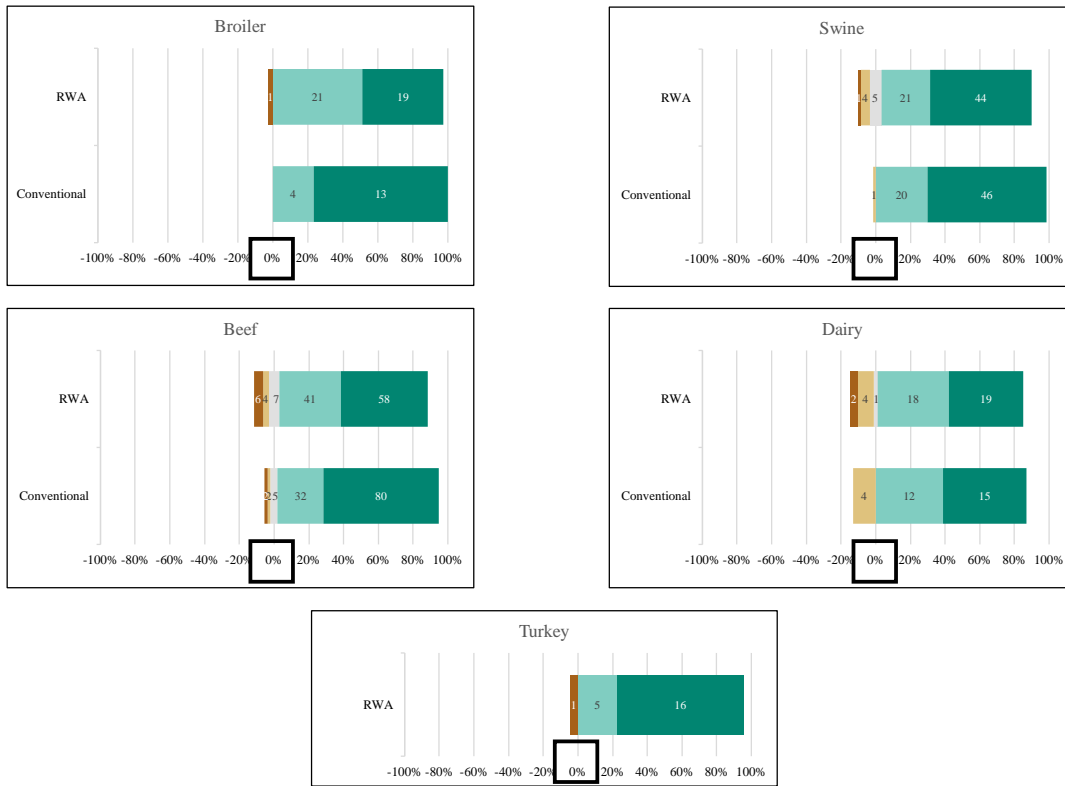 Broiler
RWA
1 21 19
Conventional
4 13
-100% -80% -60% -40% -20% 0% 20% 40% 60% 80% 100%
Swine
RWA
1 4 5 21 44
Conventional
1 20 46
-100% -80% -60% -40% -20% 0% 20% 40% 60% 80% 100%
Beef
RWA
6 4 7 41 58
Conventional
2 2 5 32 80
-100% -80% -60% -40% -20% 0% 20% 40% 60% 80% 100%
Dairy
RWA
2 4 1 18 19
Conventional
4 12 15
-100% -80% -60% -40% -20% 0% 20% 40% 60% 80% 100%
Turkey
RWA
1 5 16
-100% -80% -60% -40% -20% 0% 20% 40% 60% 80% 100%